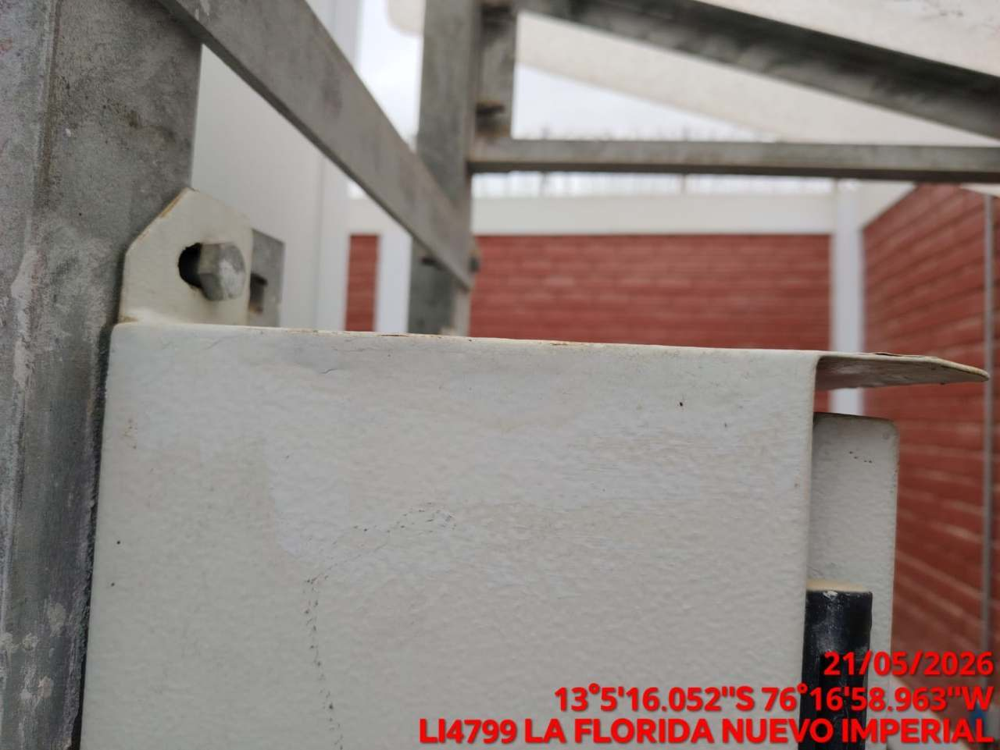 21/05/2026
13°5'16.052"S 76°16'58.963"W
LI4799 LA FLORIDA NUEVO IMPERIAL